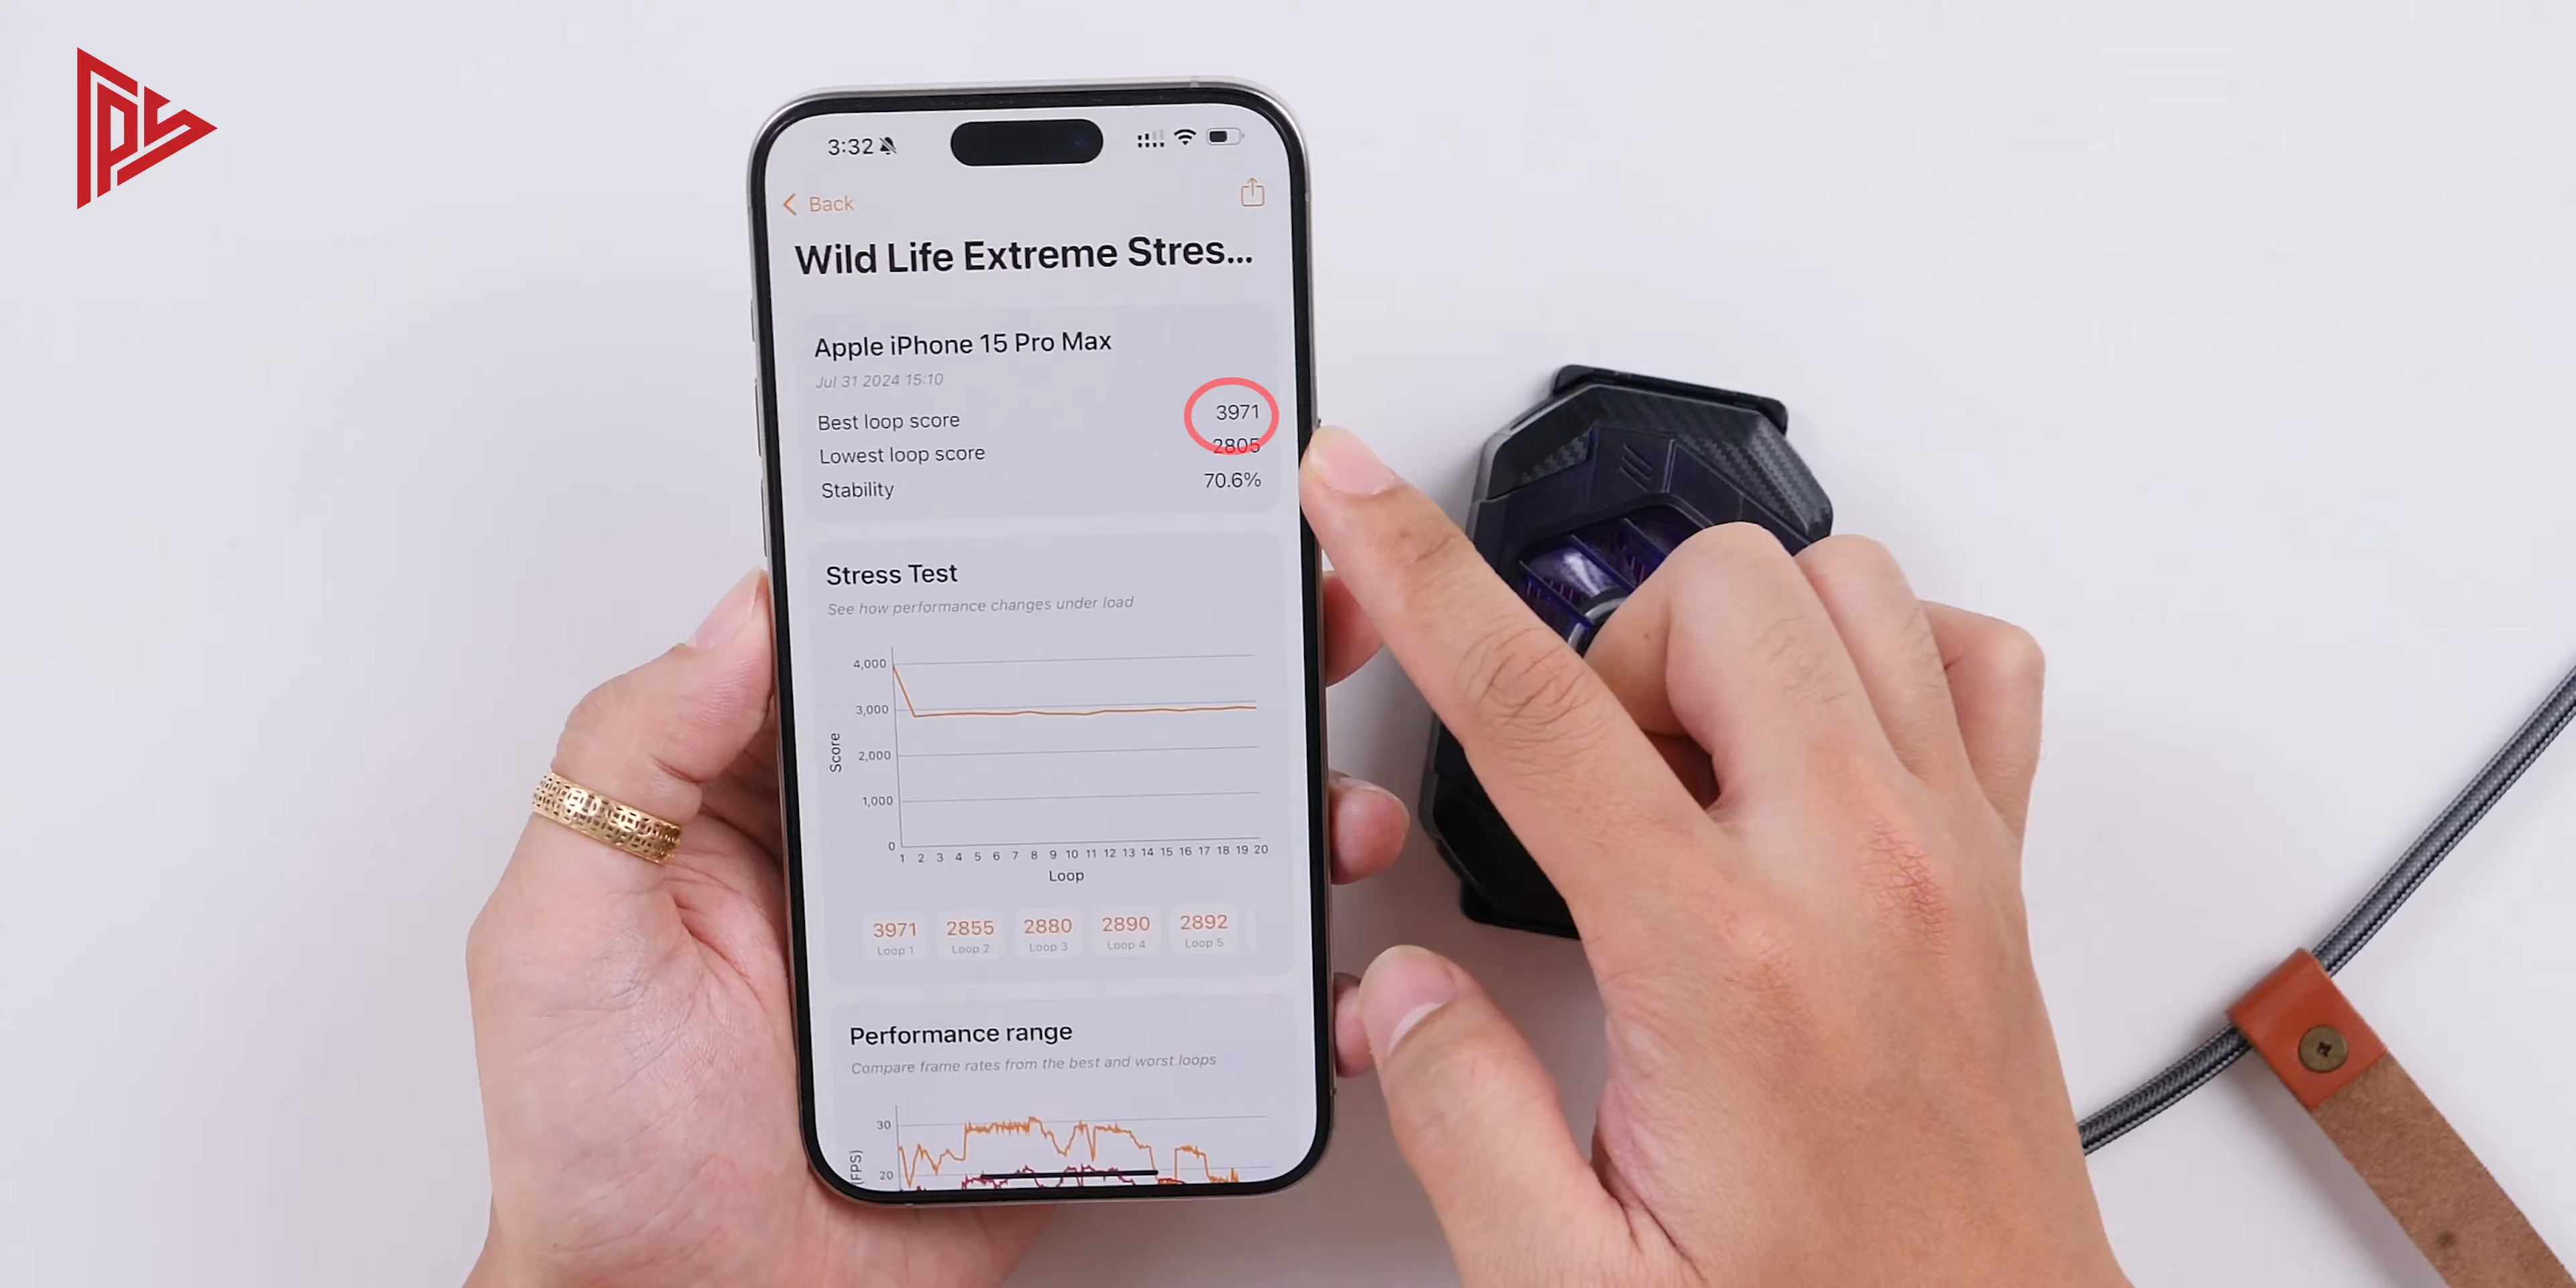 3:32
Back
Wild Life Extreme Stres...
Apple iPhone 15 Pro Max
Jul 31 2024 15:10
Best loop score 3971
Lowest loop score 2805
Stability 70.6%
Stress Test
See how performance changes under load
4,000
3,000
2,000
1,000
0
Score
1 2 3 4 5 6 7 8 9 10 11 12 13 14 15 16 17 18 19 20
Loop
3971 2855 2880 2890 2892
Loop 1 Loop 2 Loop 3 Loop 4 Loop 5
Performance range
Compare frame rates from the best and worst loops
30
20
(FPS)